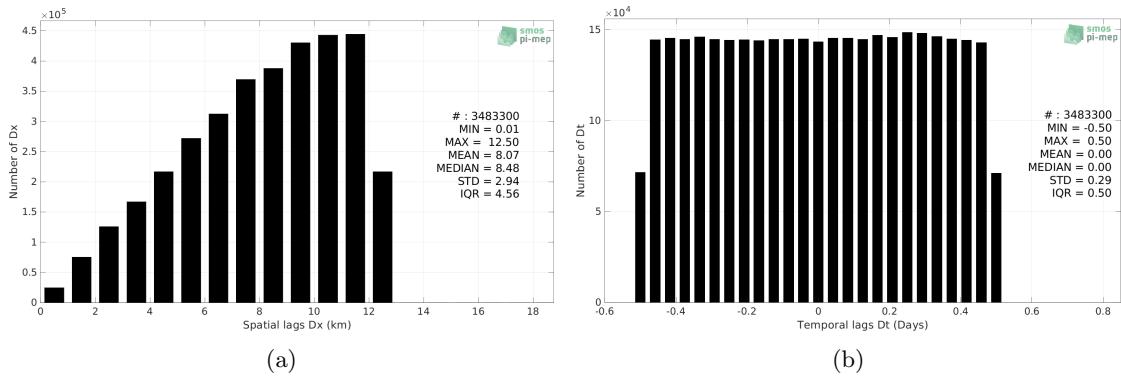 ×10⁵
4.5
4
3.5
3
2.5
2
1.5
1
0.5
0
Number of Dx
smos
pi-mep
# : 3483300
MIN = 0.01
MAX = 12.50
MEAN = 8.07
MEDIAN = 8.48
STD = 2.94
IQR = 4.56
0 2 4 6 8 10 12 14 16 18
Spatial lags Dx (km)
(a)
×10⁴
15
10
5
0
Number of Dt
smos
pi-mep
# : 3483300
MIN = -0.50
MAX = 0.50
MEAN = 0.00
MEDIAN = 0.00
STD = 0.29
IQR = 0.50
-0.6 -0.4 -0.2 0 0.2 0.4 0.6 0.8
Temporal lags Dt (Days)
(b)